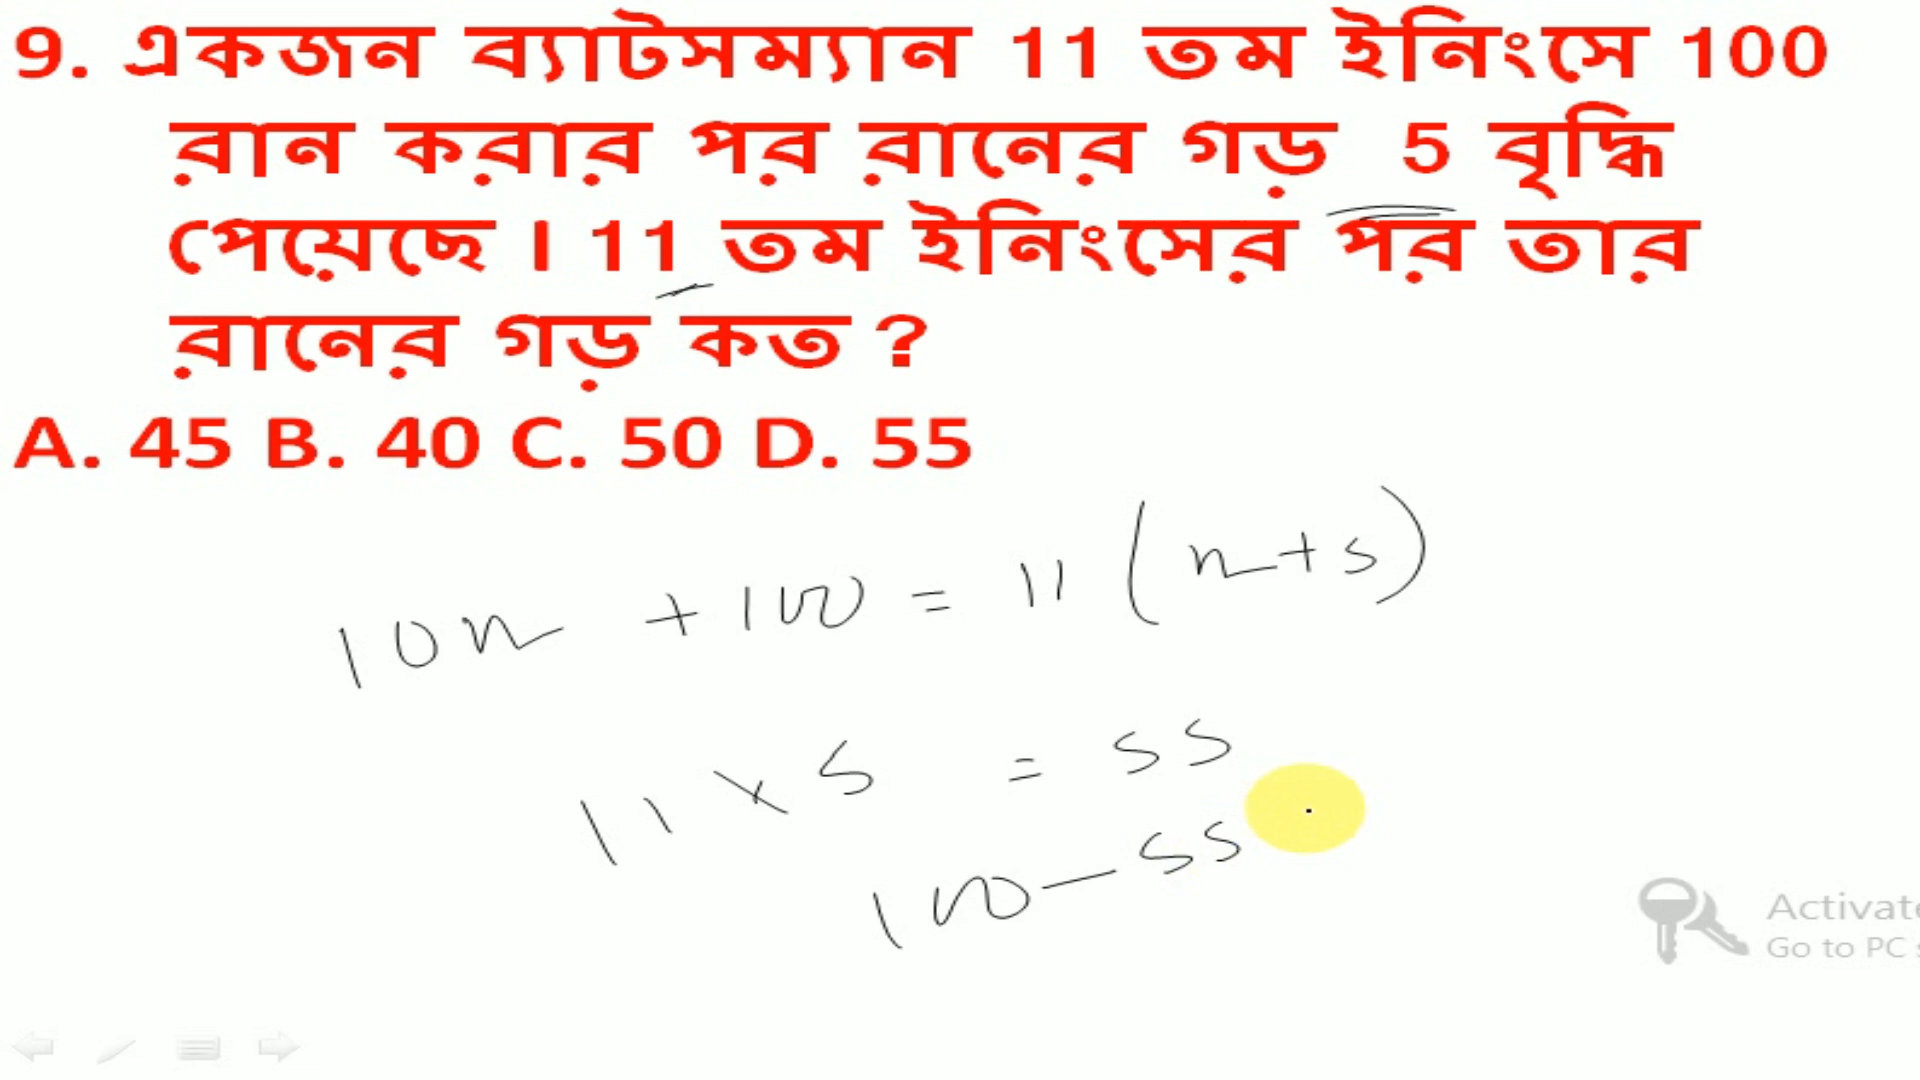 9. একজন ব্যাটসম্যান 11 তম ইনিংসে 100
রান করার পর রানের গড় 5 বৃদ্ধি
পেয়েছে । 11 তম ইনিংসের পর তার
রানের গড় কত ?
A. 45 B. 40 C. 50 D. 55
10x + 100 = 11 (x+5)
11 x 5 = 55
100 - 55
Activate
Go to PC s